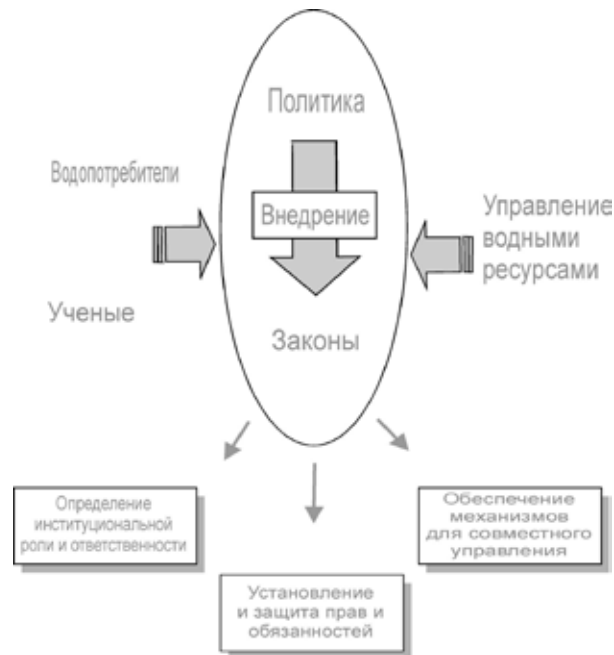 Политика
Водопотребители
Внедрение
Управление
водными
ресурсами
Ученые
Законы
Определение
институциональной
роли и ответственности
Обеспечение
механизмов
для совместного
управления
Установление
и защита прав и
обязанностей